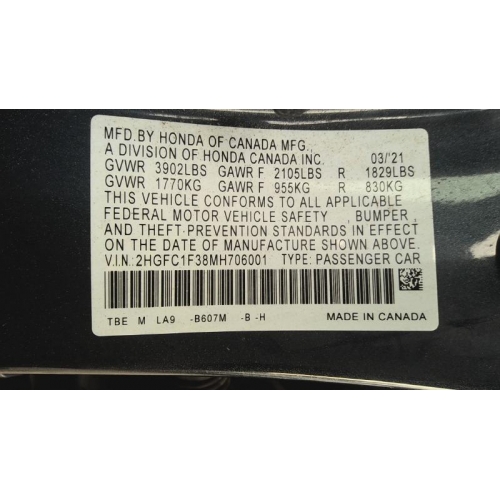 MFD. BY HONDA OF CANADA MFG.,
A DIVISION OF HONDA CANADA INC. 03/'21
GVWR 3902LBS GAWR F 2105LBS R 1829LBS
GVWR 1770KG GAWR F 955KG R 830KG
THIS VEHICLE CONFORMS TO ALL APPLICABLE
FEDERAL MOTOR VEHICLE SAFETY , BUMPER ,
AND THEFT PREVENTION STANDARDS IN EFFECT
ON THE DATE OF MANUFACTURE SHOWN ABOVE.
V.I.N.:2HGFC1F38MH706001 TYPE: PASSENGER CAR
TBE M LA9 -B607M -B -H MADE IN CANADA